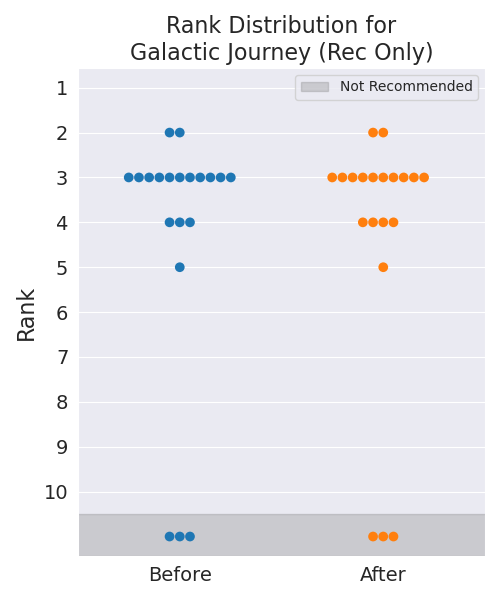 Rank Distribution for
Galactic Journey (Rec Only)
Not Recommended
1
2
3
4
5
6
7
8
9
10
Rank
Before
After